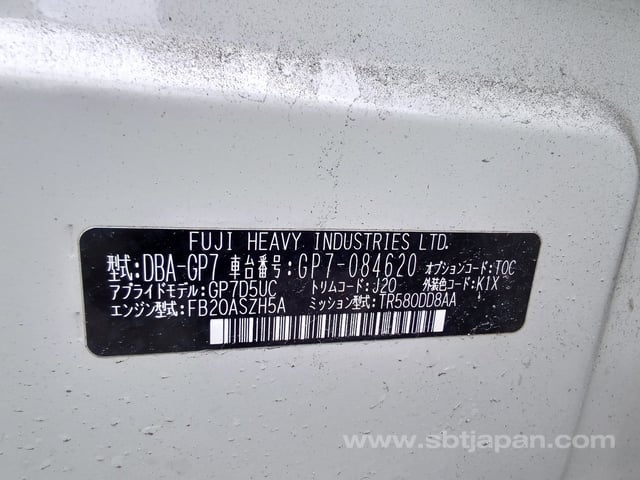 FUJI HEAVY INDUSTRIES LTD.
型式:DBA-GP7 車台番号:GP7-084620 オプションコード:TOC
アプライドモデル:GP7D5UC トリムコード:J20 外装色コード:K1X
エンジン型式:FB20ASZH5A ミッション型式:TR580DD8AA
www.sbtjapan.com